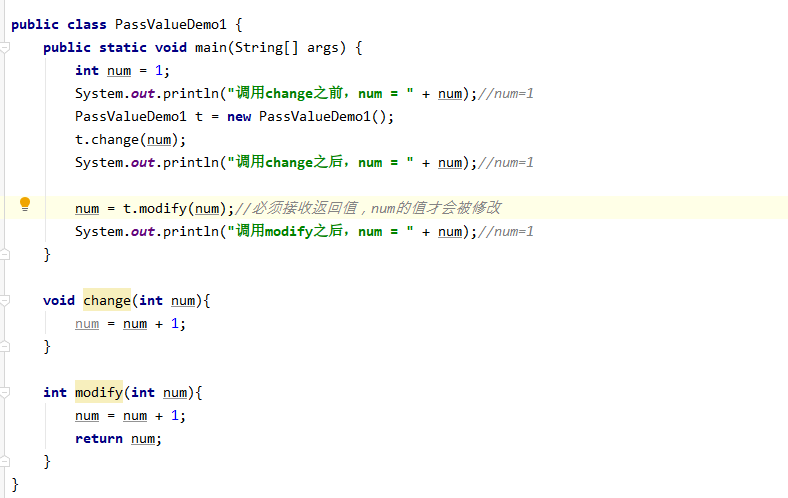 public class PassValueDemo1 {
public static void main(String[] args) {
int num = 1;
System.out.println("调用change之前，num = " + num);//num=1
PassValueDemo1 t = new PassValueDemo1();
t.change(num);
System.out.println("调用change之后，num = " + num);//num=1
num = t.modify(num);//必须接收返回值，num的值才会被修改
System.out.println("调用modify之后，num = " + num);//num=1
}
void change(int num){
num = num + 1;
}
int modify(int num){
num = num + 1;
return num;
}
}